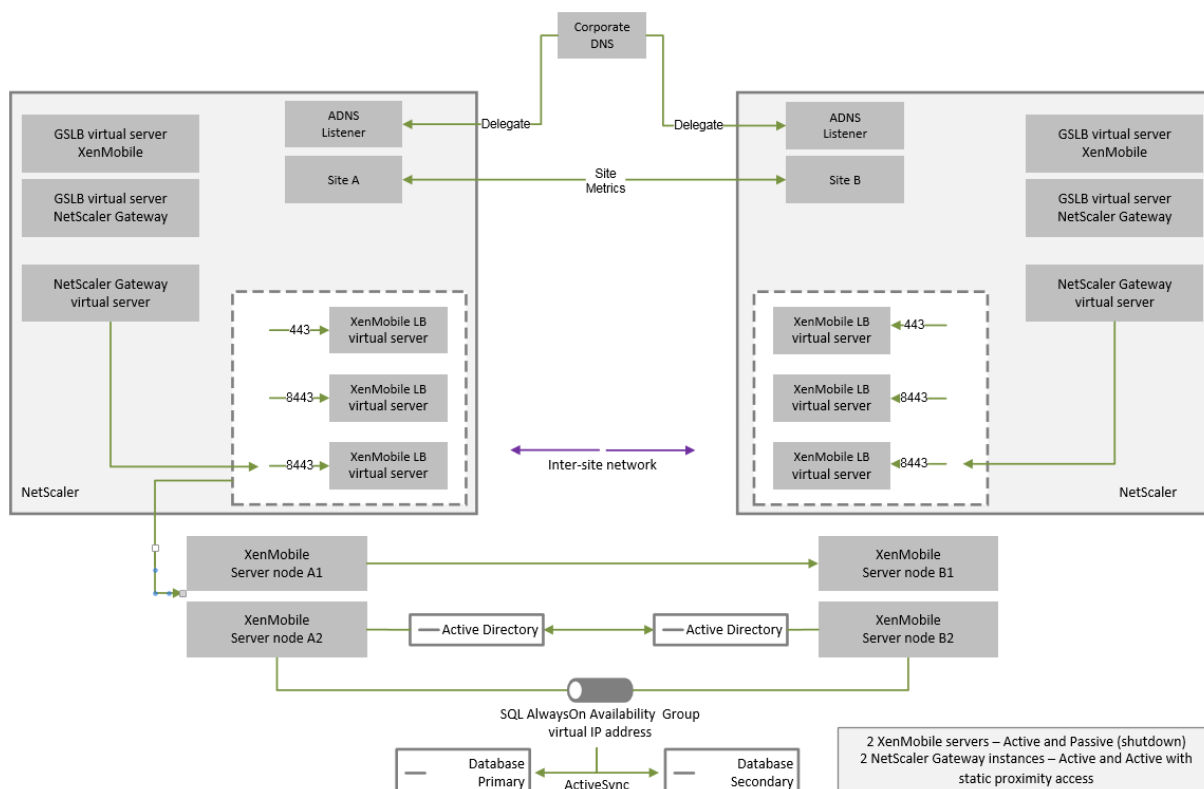 Corporate
DNS
ADNS
Listener
Delegate
Delegate
ADNS
Listener
GSLB virtual server
XenMobile
GSLB virtual server
XenMobile
Site A
Site
Metrics
Site B
GSLB virtual server
NetScaler Gateway
GSLB virtual server
NetScaler Gateway
NetScaler Gateway
virtual server
NetScaler Gateway
virtual server
443
XenMobile LB
virtual server
XenMobile LB
virtual server
443
8443
XenMobile LB
virtual server
XenMobile LB
virtual server
8443
8443
XenMobile LB
virtual server
XenMobile LB
virtual server
8443
Inter-site network
NetScaler
NetScaler
XenMobile
Server node A1
XenMobile
Server node B1
XenMobile
Server node A2
Active Directory
Active Directory
XenMobile
Server node B2
SQL AlwaysOn Availability Group
virtual IP address
Database
Primary
ActiveSync
Database
Secondary
2 XenMobile servers – Active and Passive (shutdown)
2 NetScaler Gateway instances – Active and Active with
static proximity access